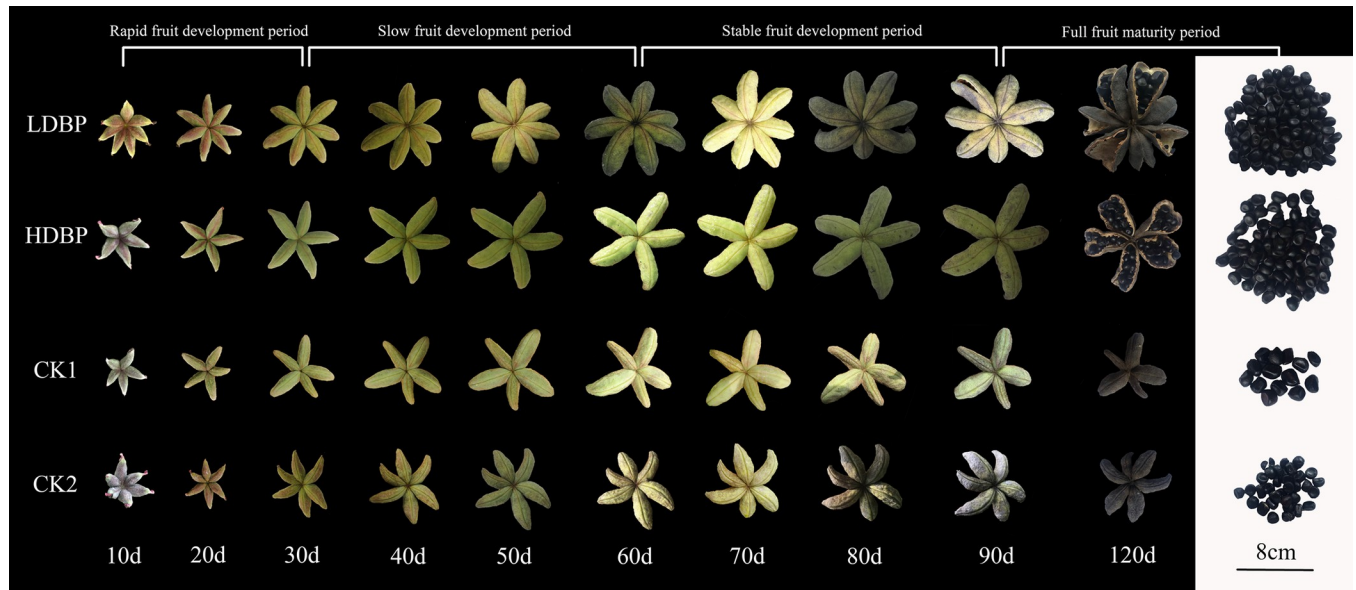 Rapid fruit development period
Slow fruit development period
Stable fruit development period
Full fruit maturity period
LDBP
HDBP
CK1
CK2
10d
20d
30d
40d
50d
60d
70d
80d
90d
120d
8cm